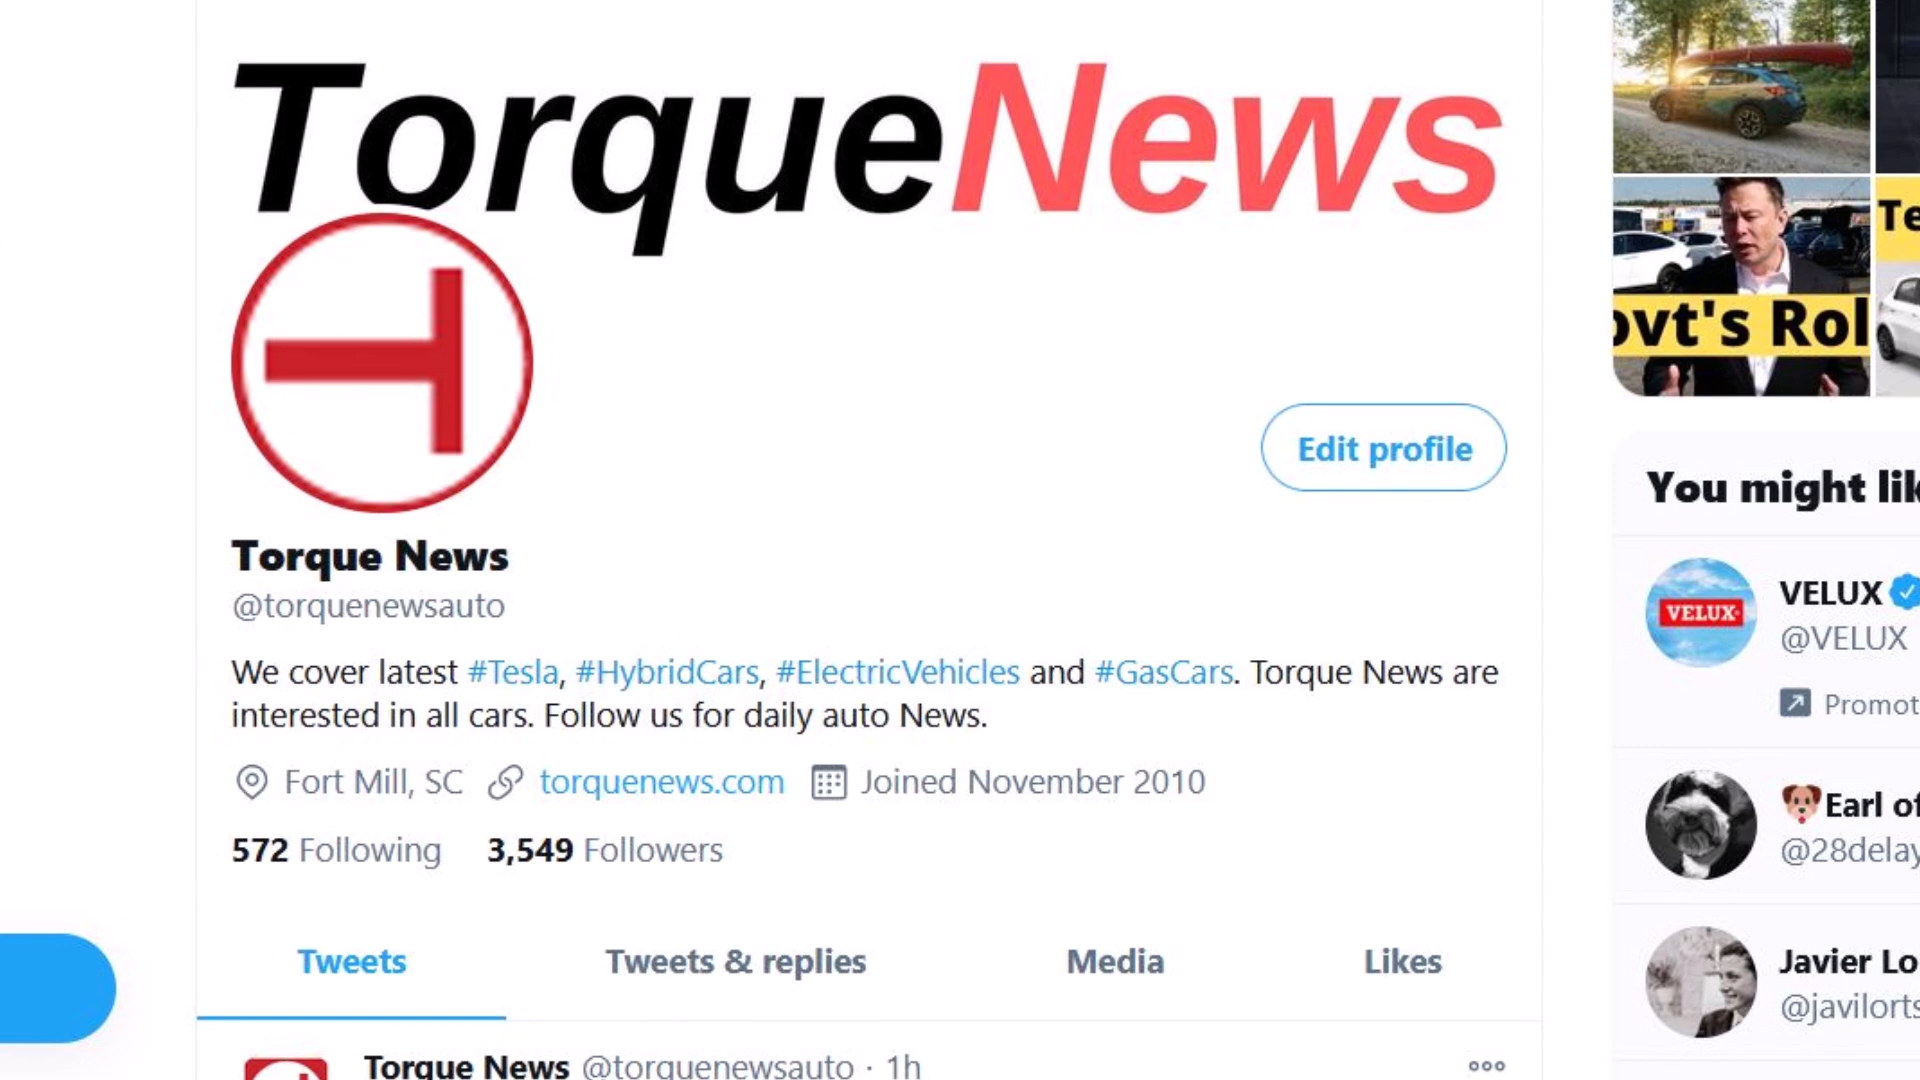 TorqueNews
T
Edit profile
Torque News
@torquenewsauto
We cover latest #Tesla, #HybridCars, #ElectricVehicles and #GasCars. Torque News are
interested in all cars. Follow us for daily auto News.
Fort Mill, SC torquenews.com Joined November 2010
572 Following 3,549 Followers
Tweets Tweets & replies Media Likes
Torque News @torquenewsauto · 1h
Te
ovt's Rol
You might lik
VELUX
VELUX
@VELUX
Promot
Earl of
@28delay
Javier Lo
@javilorts